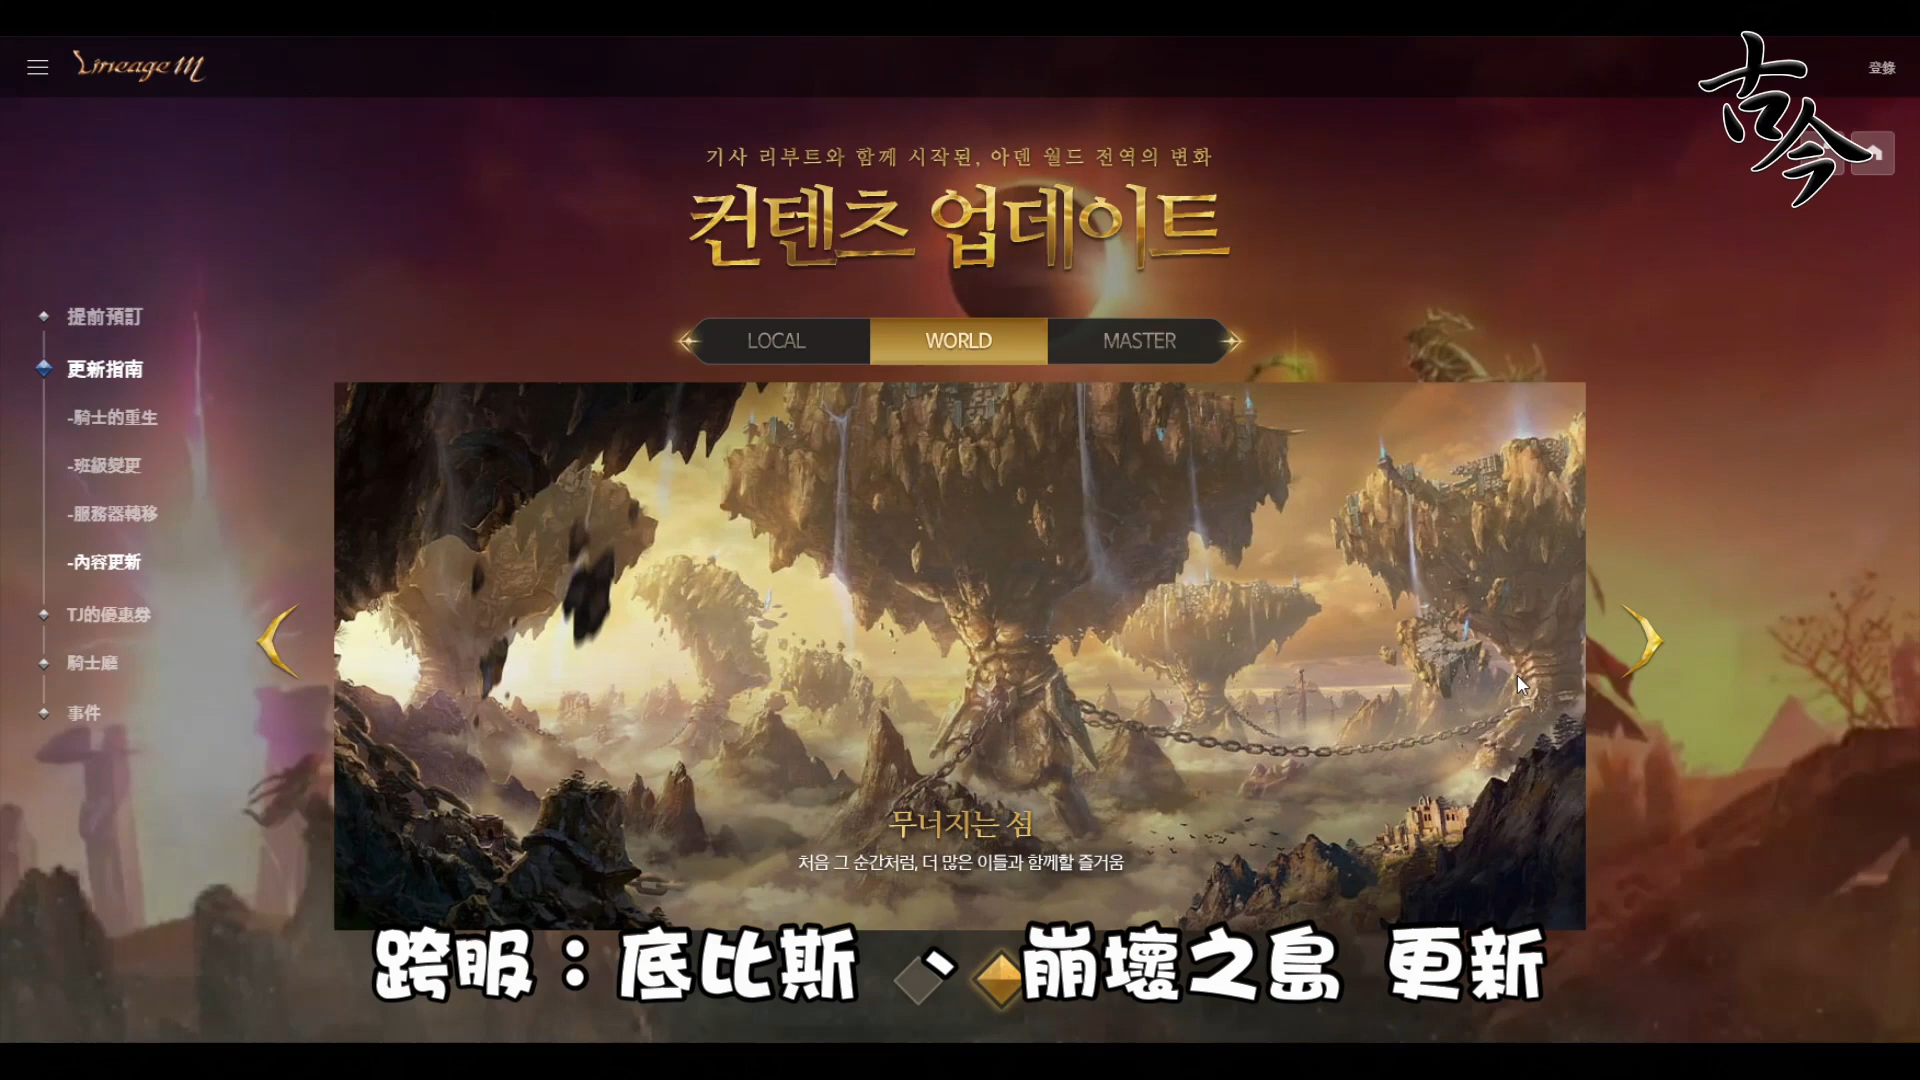 Lineage M
登錄
古今
기사 리부트와 함께 시작된, 아덴 월드 전역의 변화
컨텐츠 업데이트
LOCAL
WORLD
MASTER
提前預訂
更新指南
-騎士的重生
-班級變更
-服務器轉移
-內容更新
TJ的優惠券
騎士廳
事件
무너지는 섬
처음 그 순간처럼, 더 많은 이들과 함께할 즐거움
跨服：底比斯 、崩壞之島 更新